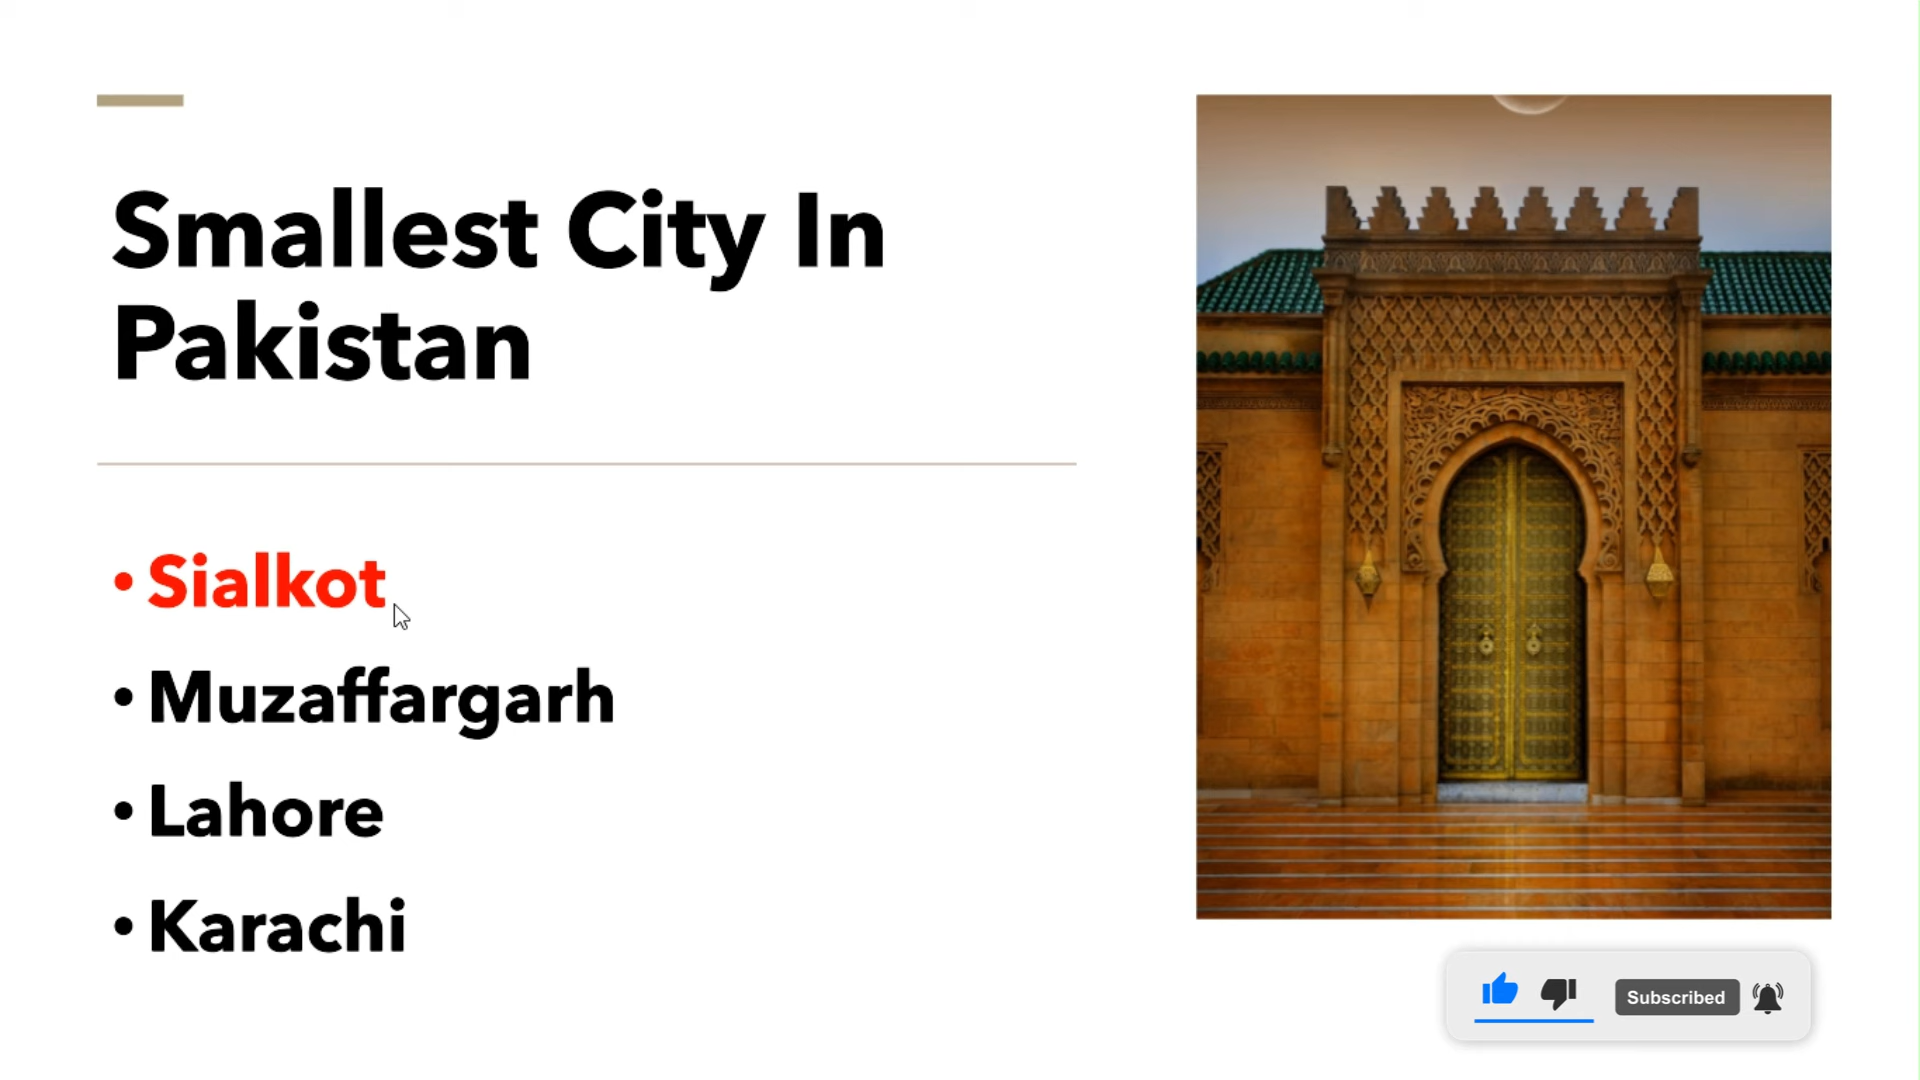 Smallest City In
Pakistan
• Sialkot
• Muzaffargarh
• Lahore
• Karachi
Subscribed